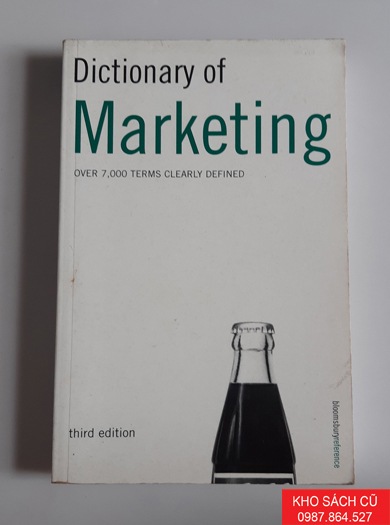 Dictionary of
Marketing
OVER 7,000 TERMS CLEARLY DEFINED
third edition
bloomsburyreference
KHO SÁCH CŨ
0987.864.527